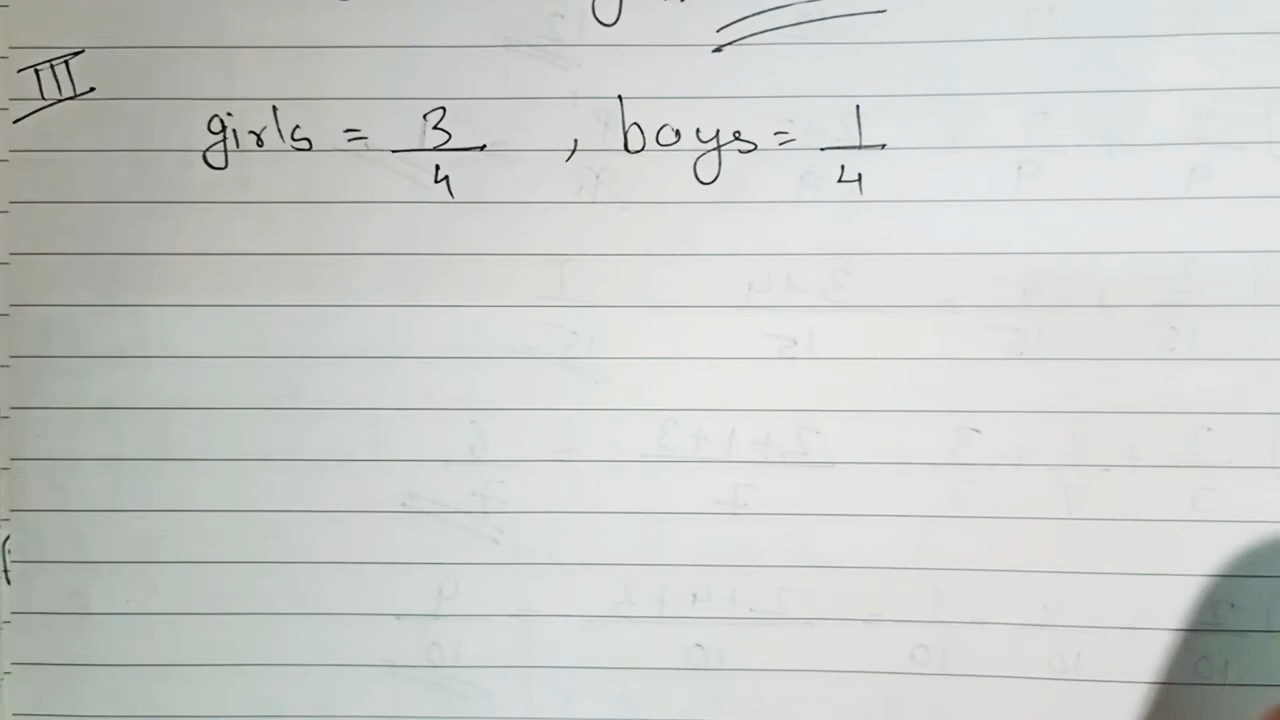 III
girls = 3/4 , boys = 1/4